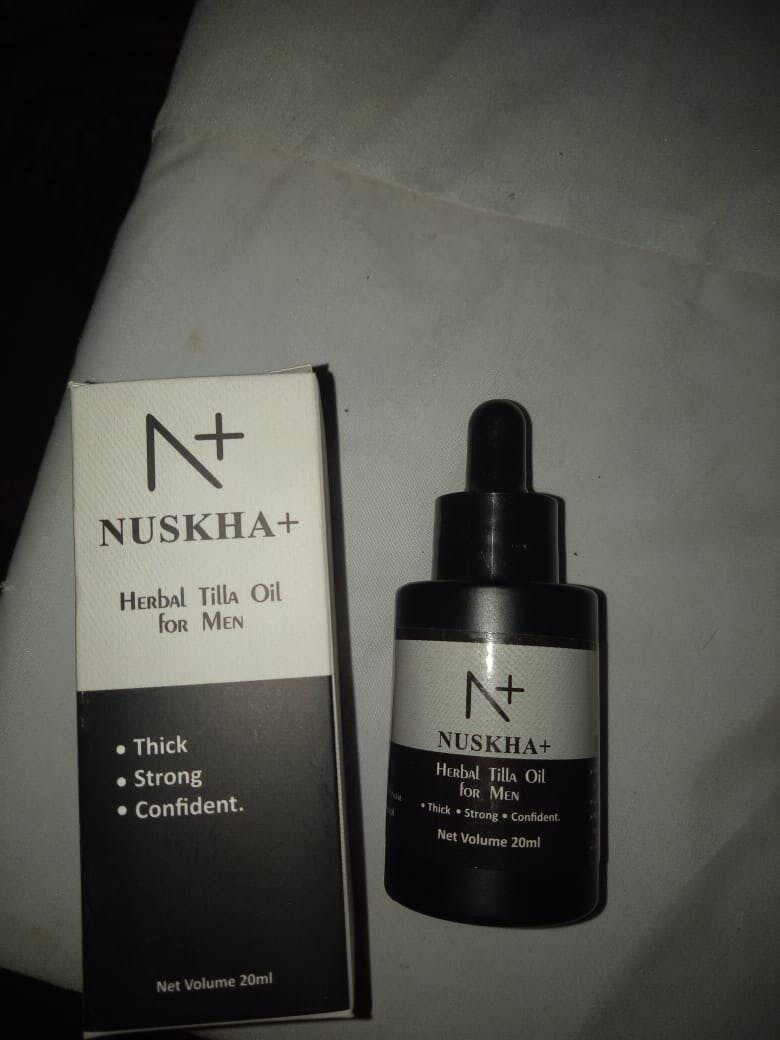 N+
NUSKHA+
Herbal Tilla Oil
for Men
• Thick
• Strong
• Confident.
Net Volume 20ml
N+
NUSKHA+
Herbal Tilla Oil
for Men
• Thick • Strong • Confident.
Net Volume 20ml